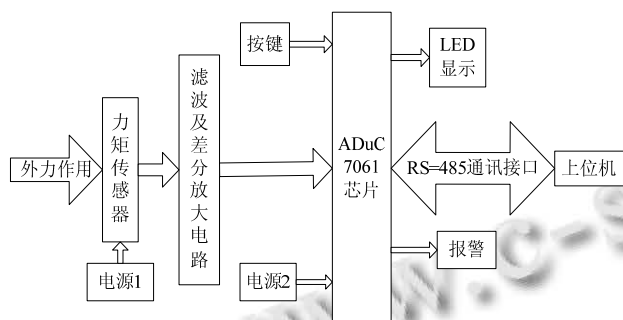 外力作用
力矩传感器
电源1
滤波及差分放大电路
按键
电源2
ADuC
7061
芯片
LED
显示
RS=485通讯接口
上位机
报警